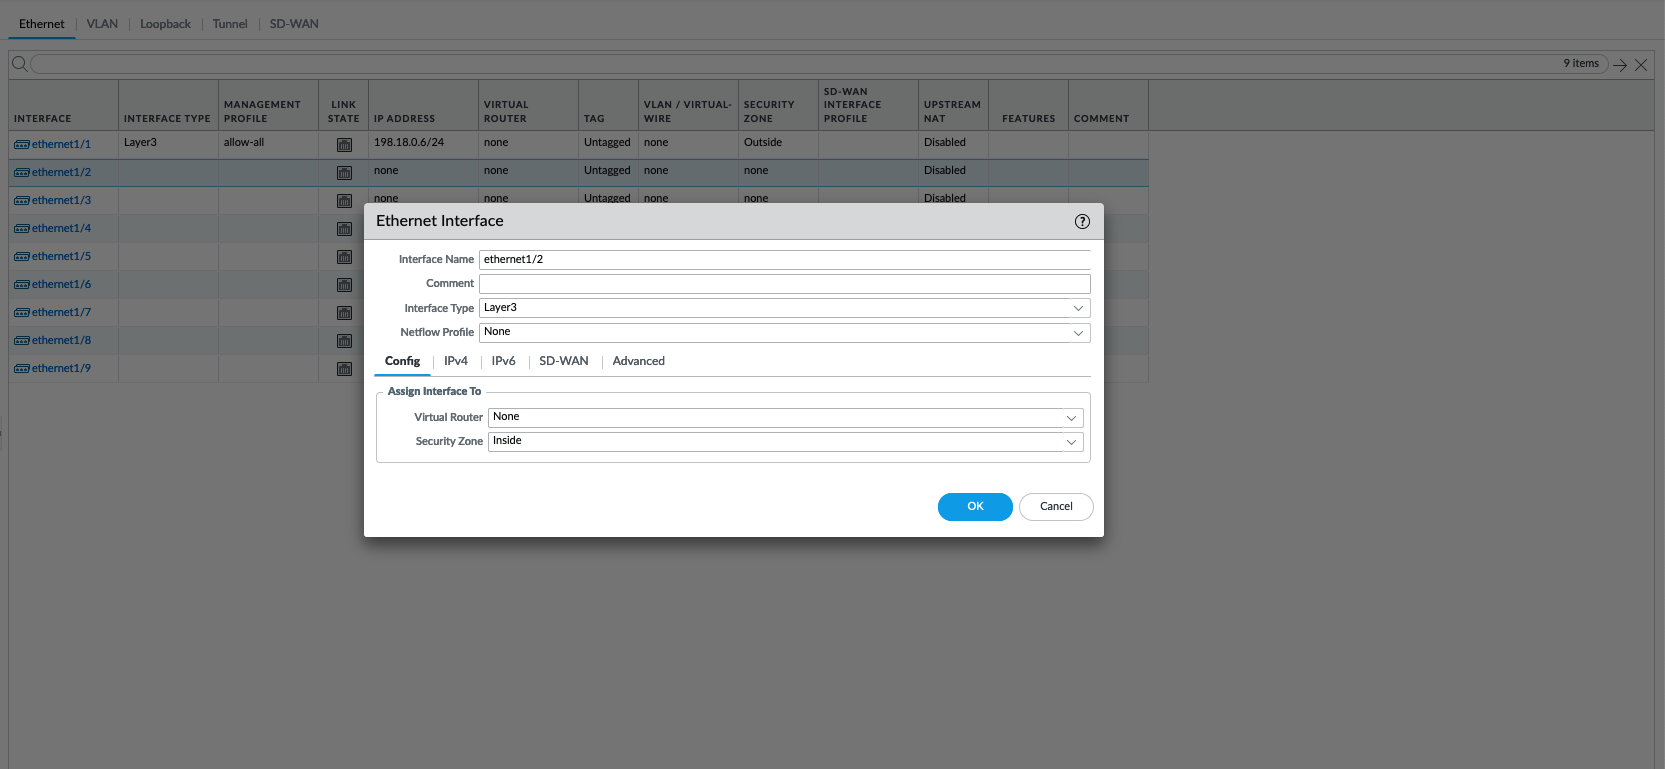 Ethernet VLAN Loopback Tunnel SD-WAN
9 items
INTERFACE INTERFACE TYPE MANAGEMENT PROFILE LINK STATE IP ADDRESS VIRTUAL ROUTER TAG VLAN / VIRTUAL-WIRE SECURITY ZONE SD-WAN INTERFACE PROFILE UPSTREAM NAT FEATURES COMMENT
ethernet1/1 Layer3 allow-all 198.18.0.6/24 none Untagged none Outside Disabled
ethernet1/2 none none Untagged none none Disabled
ethernet1/3 none none Untagged none none Disabled
ethernet1/4
ethernet1/5
ethernet1/6
ethernet1/7
ethernet1/8
ethernet1/9
Ethernet Interface ?
Interface Name ethernet1/2
Comment
Interface Type Layer3
Netflow Profile None
Config IPv4 IPv6 SD-WAN Advanced
Assign Interface To
Virtual Router None
Security Zone Inside
OK Cancel